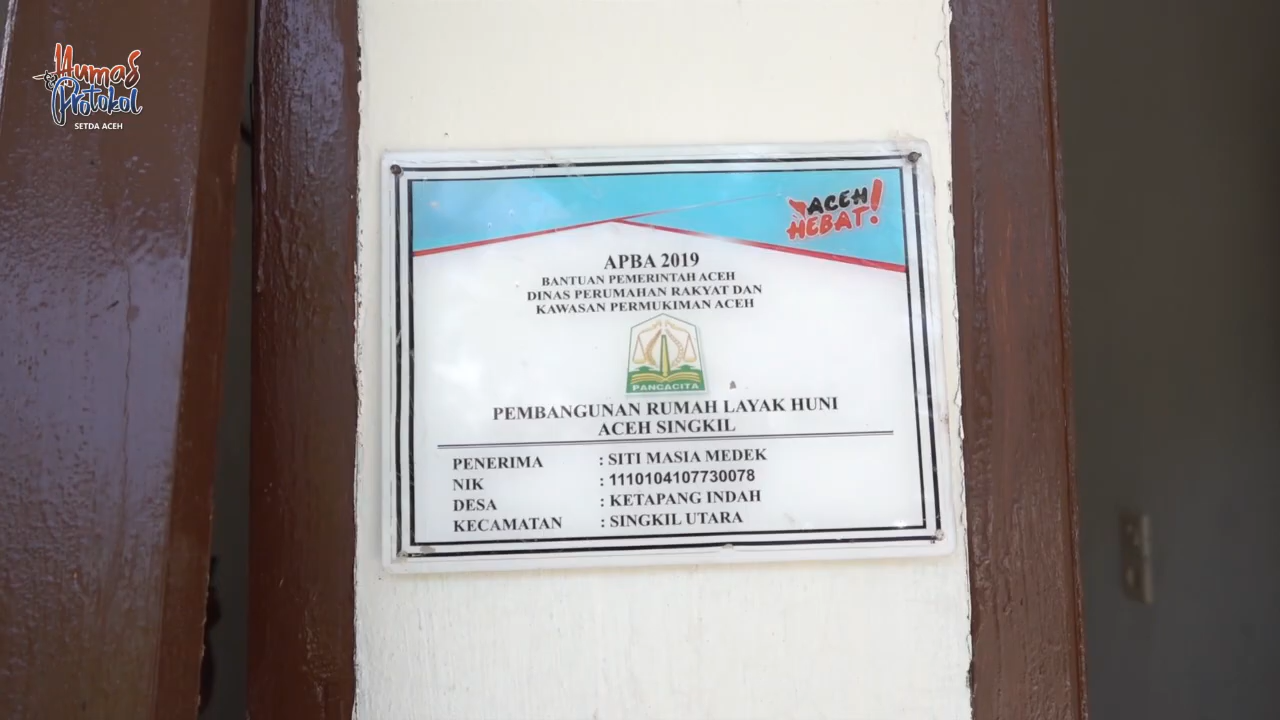 Humas
& Protokol
SETDA ACEH
ACEH
HEBAT!
APBA 2019
BANTUAN PEMERINTAH ACEH
DINAS PERUMAHAN RAKYAT DAN
KAWASAN PERMUKIMAN ACEH
PANCACITA
PEMBANGUNAN RUMAH LAYAK HUNI
ACEH SINGKIL
PENERIMA : SITI MASIA MEDEK
NIK : 1110104107730078
DESA : KETAPANG INDAH
KECAMATAN : SINGKIL UTARA